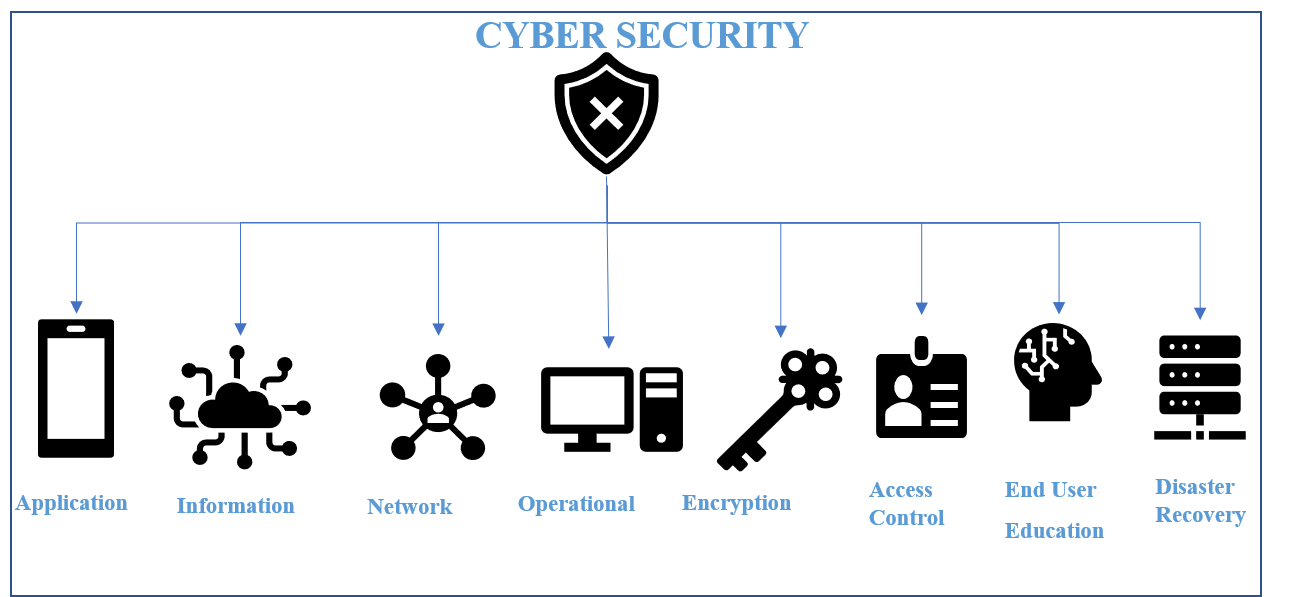 CYBER SECURITY
Application
Information
Network
Operational
Encryption
Access
Control
End User
Education
Disaster
Recovery